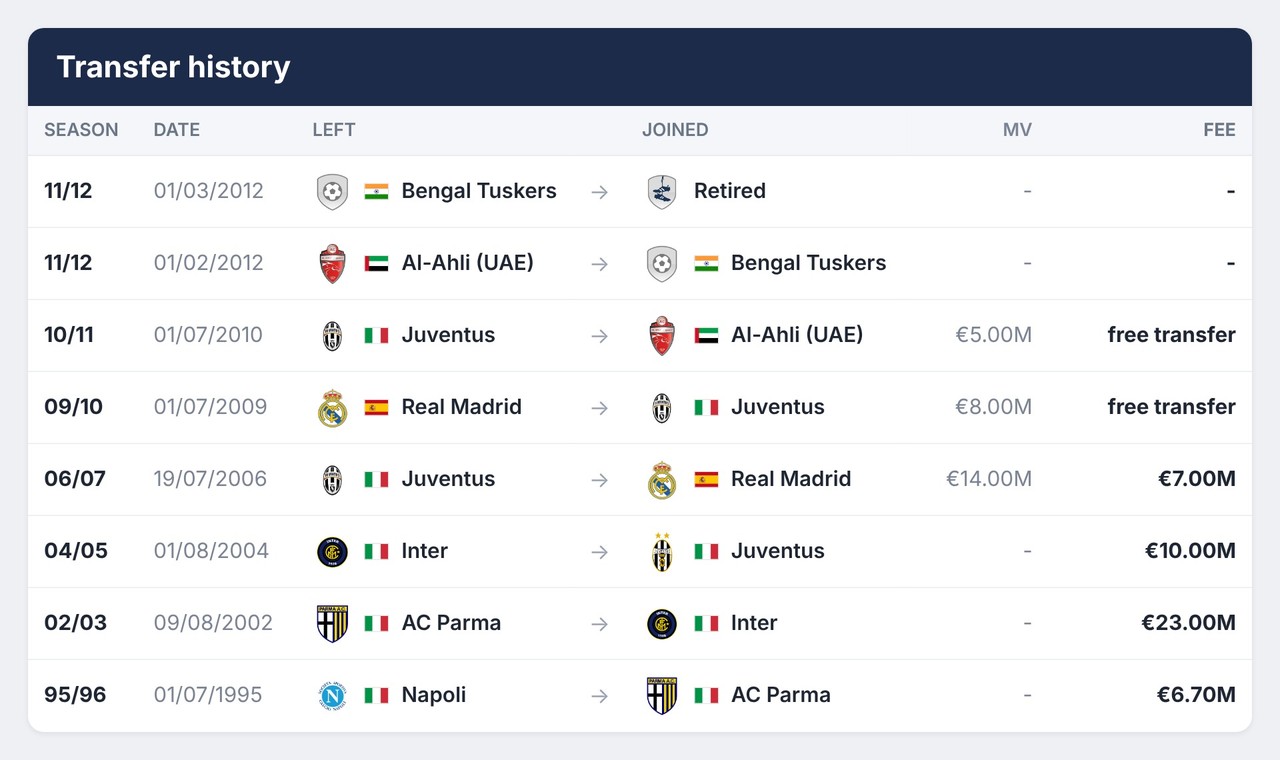 Transfer history
SEASON DATE LEFT JOINED MV FEE
11/12 01/03/2012 Bengal Tuskers → Retired - -
11/12 01/02/2012 Al-Ahli (UAE) → Bengal Tuskers - -
10/11 01/07/2010 Juventus → Al-Ahli (UAE) €5.00M free transfer
09/10 01/07/2009 Real Madrid → Juventus €8.00M free transfer
06/07 19/07/2006 Juventus → Real Madrid €14.00M €7.00M
04/05 01/08/2004 Inter → Juventus - €10.00M
02/03 09/08/2002 AC Parma → Inter - €23.00M
95/96 01/07/1995 Napoli → AC Parma - €6.70M